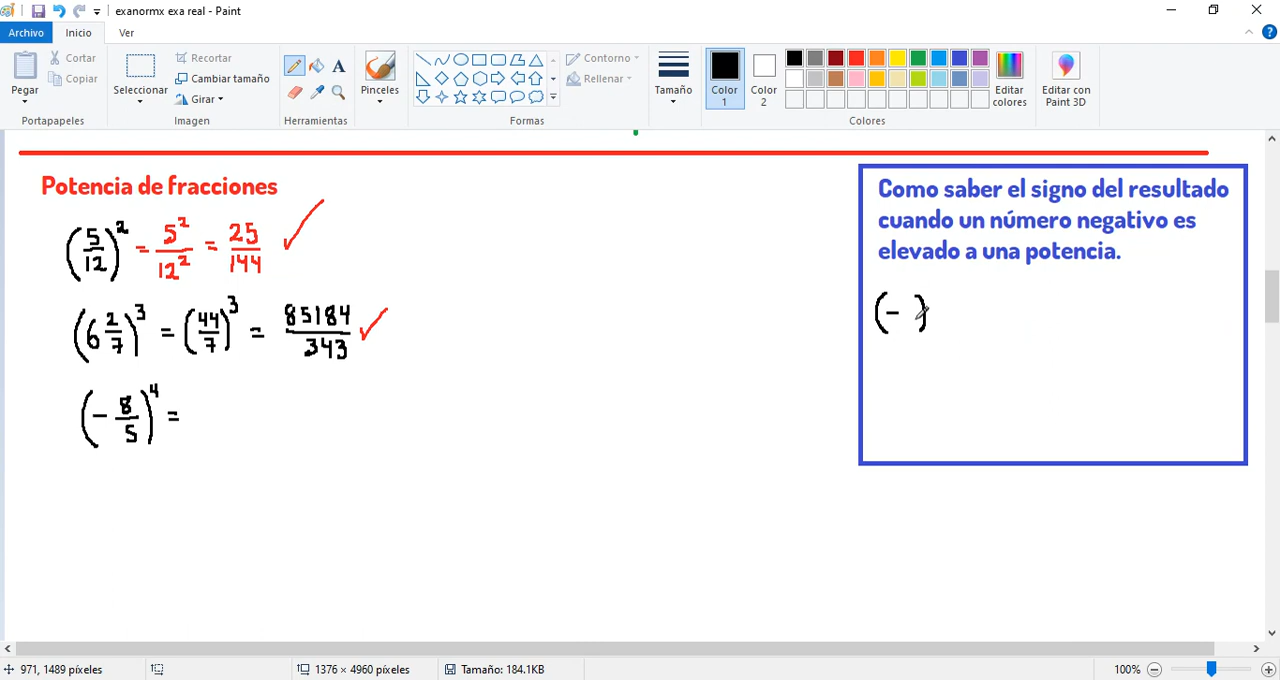 exanormx exa real - Paint
Archivo Inicio Ver
Pegar
Cortar
Copiar
Portapapeles
Seleccionar
Recortar
Cambiar tamaño
Girar
Imagen
A
Herramientas
Pinceles
Contorno
Rellenar
Formas
Tamaño
Color 1
Color 2
Editar colores
Colores
Editar con Paint 3D
Potencia de fracciones
(5/12)² = 5²/12² = 25/144 ✓
(6 2/7)³ = (44/7)³ = 85184/343 ✓
(- 8/5)⁴ =
Como saber el signo del resultado
cuando un número negativo es
elevado a una potencia.
(- )
971, 1489 píxeles
1376 × 4960 píxeles
Tamaño: 184.1KB
100%